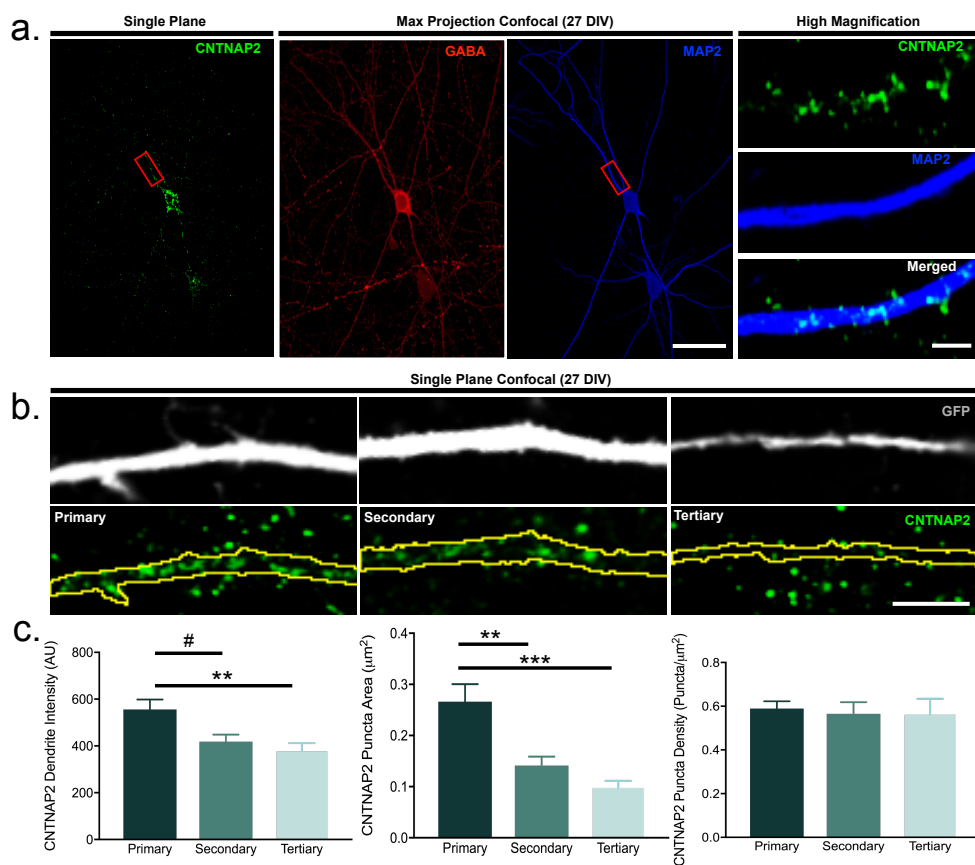 a.
Single Plane
Max Projection Confocal (27 DIV)
High Magnification
CNTNAP2
GABA
MAP2
CNTNAP2
MAP2
Merged
b.
Single Plane Confocal (27 DIV)
GFP
Primary
Secondary
Tertiary
CNTNAP2
c.
CNTNAP2 Dendrite Intensity (AU)
800
600
400
200
0
#
**
Primary Secondary Tertiary
CNTNAP2 Puncta Area (μm²)
0.4
0.3
0.2
0.1
0.0
**
***
Primary Secondary Tertiary
CNTNAP2 Puncta Density (Puncta/μm²)
0.8
0.6
0.4
0.2
0.0
Primary Secondary Tertiary